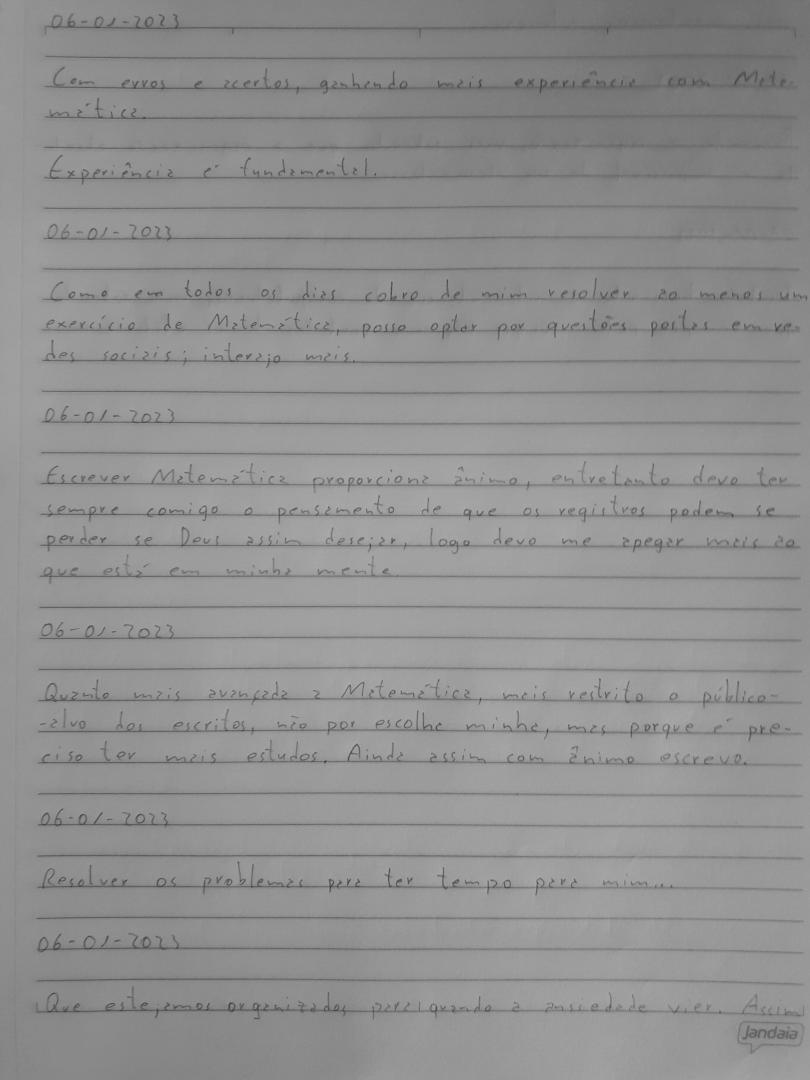 06-01-2023
Com erros e acertos, ganhando mais experiência com Mate-
mática.
Experiência é fundamental.
06-01-2023
Como em todos os dias cobro de mim resolver ao menos um
exercício de Matemática, posso optar por questões postas em re-
des sociais; interajo mais.
06-01-2023
Escrever Matemática proporciona ânimo, entretanto devo ter
sempre comigo o pensamento de que os registros podem se
perder se Deus assim desejar, logo devo me apegar mais ao
que está em minha mente.
06-01-2023
Quanto mais avançada a Matemática, mais restrito o público-
-alvo dos escritos, não por escolha minha, mas porque é pre-
ciso ter mais estudos. Ainda assim com ânimo escrevo.
06-01-2023
Resolver os problemas para ter tempo para mim...
06-01-2023
Que estejamos organizados para quando a ansiedade vier. Assim
Jandaia